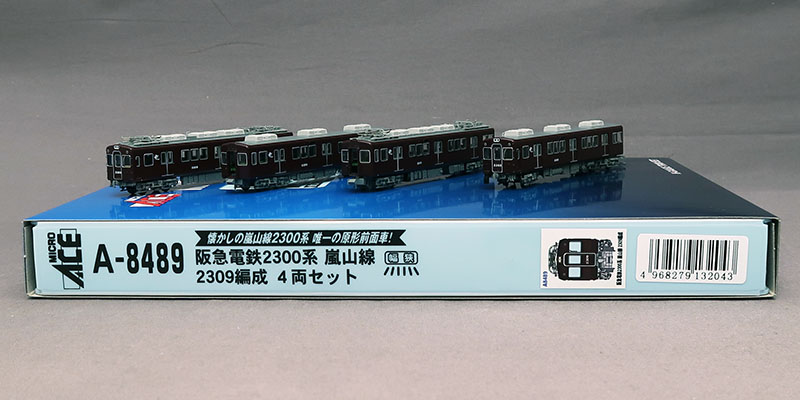 MICRO ACE
A-8489
懐かしの嵐山線2300系 唯一の原形前面車!
阪急電鉄2300系 嵐山線
2309編成 4両セット
A8489
4 968279 132043